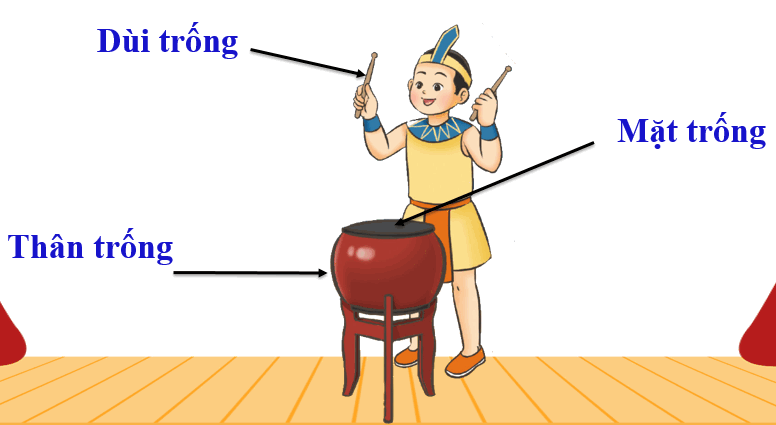 Dùi trống
Mặt trống
Thân trống